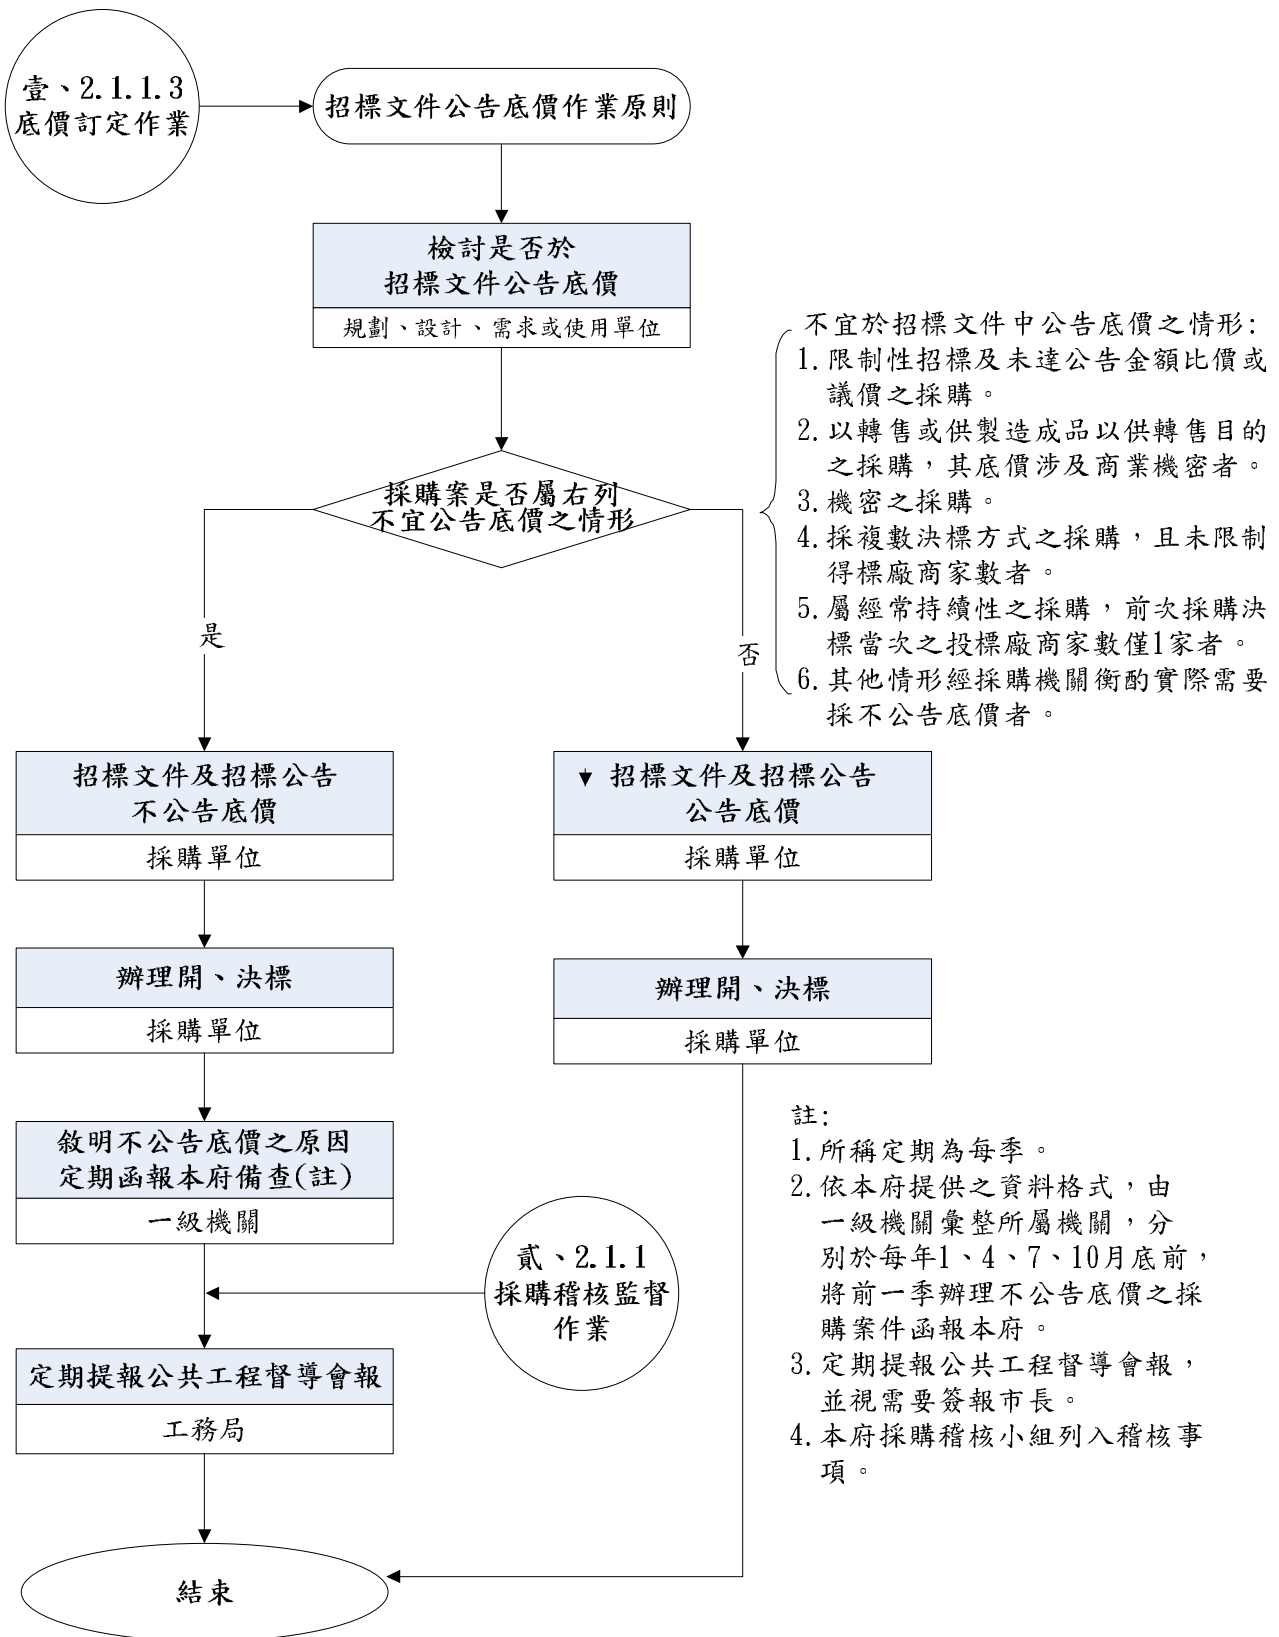 壹、2.1.1.3
底價訂定作業
招標文件公告底價作業原則
檢討是否於
招標文件公告底價
規劃、設計、需求或使用單位
不宜於招標文件中公告底價之情形:
1.限制性招標及未達公告金額比價或
議價之採購。
2.以轉售或供製造成品以供轉售目的
之採購，其底價涉及商業機密者。
3.機密之採購。
4.採複數決標方式之採購，且未限制
得標廠商家數者。
5.屬經常持續性之採購，前次採購決
標當次之投標廠商家數僅1家者。
6.其他情形經採購機關衡酌實際需要
採不公告底價者。
採購案是否屬右列
不宜公告底價之情形
是
否
招標文件及招標公告
不公告底價
採購單位
▼ 招標文件及招標公告
公告底價
採購單位
辦理開、決標
採購單位
辦理開、決標
採購單位
敘明不公告底價之原因
定期函報本府備查(註)
一級機關
貳、2.1.1
採購稽核監督
作業
定期提報公共工程督導會報
工務局
結束
註:
1.所稱定期為每季。
2.依本府提供之資料格式，由
一級機關彙整所屬機關，分
別於每年1、4、7、10月底前，
將前一季辦理不公告底價之採
購案件函報本府。
3.定期提報公共工程督導會報，
並視需要簽報市長。
4.本府採購稽核小組列入稽核事
項。